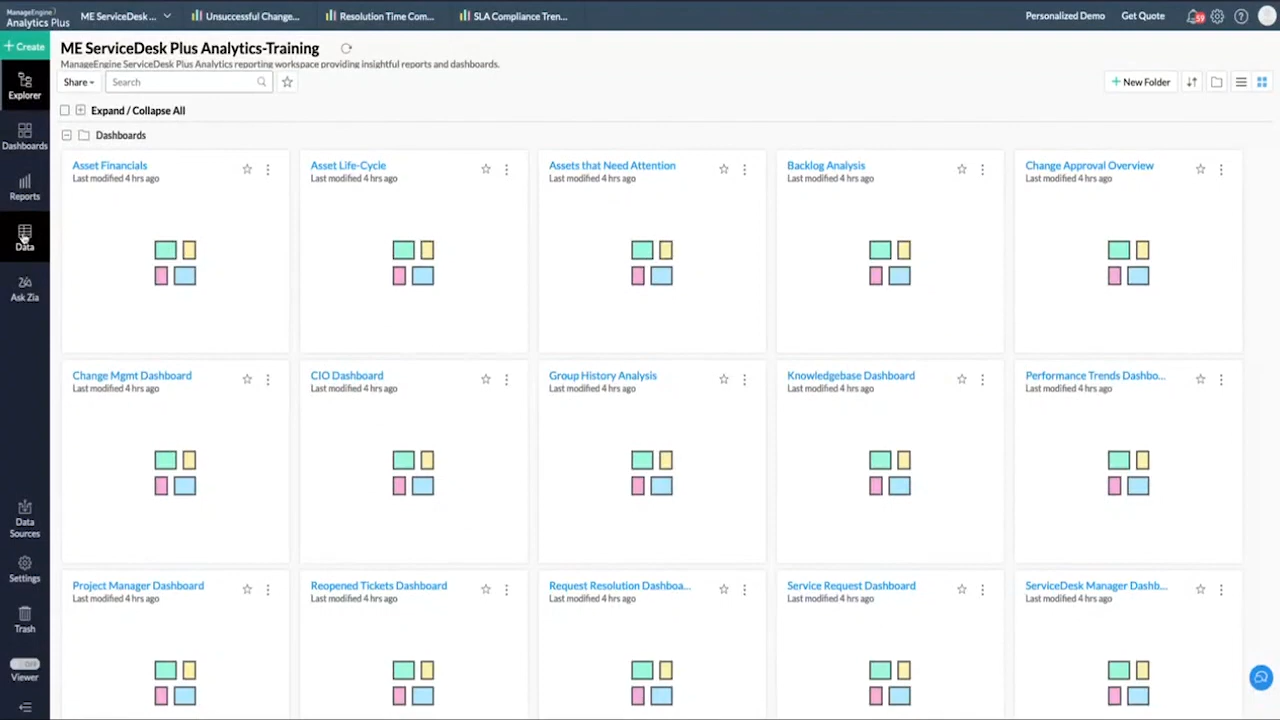 ManageEngine
Analytics Plus
ME ServiceDesk ...
Unsuccessful Change...
Resolution Time Com...
SLA Compliance Tren...
Personalized Demo
Get Quote
59
+ Create
ME ServiceDesk Plus Analytics-Training
ManageEngine ServiceDesk Plus Analytics reporting workspace providing insightful reports and dashboards.
Share
Search
+ New Folder
Explorer
Dashboards
Reports
Data
Ask Zia
Data
Sources
Settings
Trash
OFF
Viewer
Expand / Collapse All
Dashboards
Asset Financials
Last modified 4 hrs ago
Asset Life-Cycle
Last modified 4 hrs ago
Assets that Need Attention
Last modified 4 hrs ago
Backlog Analysis
Last modified 4 hrs ago
Change Approval Overview
Last modified 4 hrs ago
Change Mgmt Dashboard
Last modified 4 hrs ago
CIO Dashboard
Last modified 4 hrs ago
Group History Analysis
Last modified 4 hrs ago
Knowledgebase Dashboard
Last modified 4 hrs ago
Performance Trends Dashbo...
Last modified 4 hrs ago
Project Manager Dashboard
Last modified 4 hrs ago
Reopened Tickets Dashboard
Last modified 4 hrs ago
Request Resolution Dashboa...
Last modified 4 hrs ago
Service Request Dashboard
Last modified 4 hrs ago
ServiceDesk Manager Dashb...
Last modified 4 hrs ago